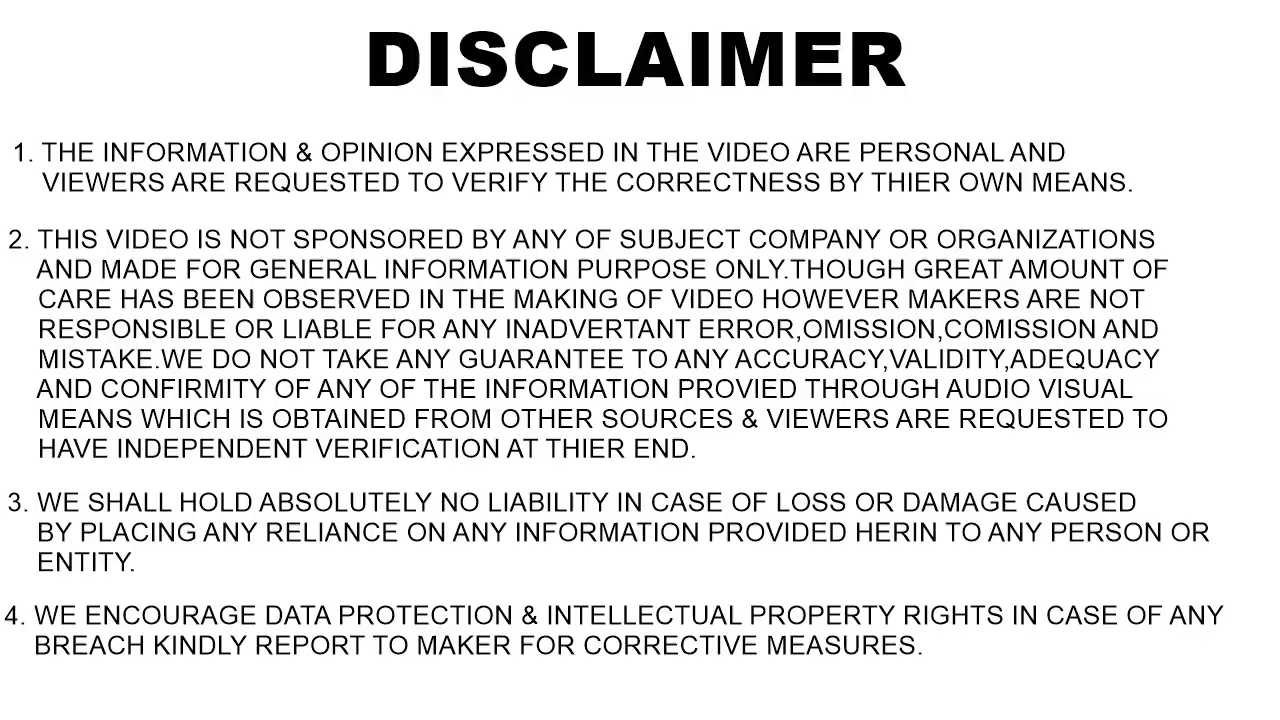 DISCLAIMER
1. THE INFORMATION & OPINION EXPRESSED IN THE VIDEO ARE PERSONAL AND
VIEWERS ARE REQUESTED TO VERIFY THE CORRECTNESS BY THIER OWN MEANS.
2. THIS VIDEO IS NOT SPONSORED BY ANY OF SUBJECT COMPANY OR ORGANIZATIONS
AND MADE FOR GENERAL INFORMATION PURPOSE ONLY.THOUGH GREAT AMOUNT OF
CARE HAS BEEN OBSERVED IN THE MAKING OF VIDEO HOWEVER MAKERS ARE NOT
RESPONSIBLE OR LIABLE FOR ANY INADVERTANT ERROR,OMISSION,COMISSION AND
MISTAKE.WE DO NOT TAKE ANY GUARANTEE TO ANY ACCURACY,VALIDITY,ADEQUACY
AND CONFIRMITY OF ANY OF THE INFORMATION PROVIED THROUGH AUDIO VISUAL
MEANS WHICH IS OBTAINED FROM OTHER SOURCES & VIEWERS ARE REQUESTED TO
HAVE INDEPENDENT VERIFICATION AT THIER END.
3. WE SHALL HOLD ABSOLUTELY NO LIABILITY IN CASE OF LOSS OR DAMAGE CAUSED
BY PLACING ANY RELIANCE ON ANY INFORMATION PROVIDED HERIN TO ANY PERSON OR
ENTITY.
4. WE ENCOURAGE DATA PROTECTION & INTELLECTUAL PROPERTY RIGHTS IN CASE OF ANY
BREACH KINDLY REPORT TO MAKER FOR CORRECTIVE MEASURES.